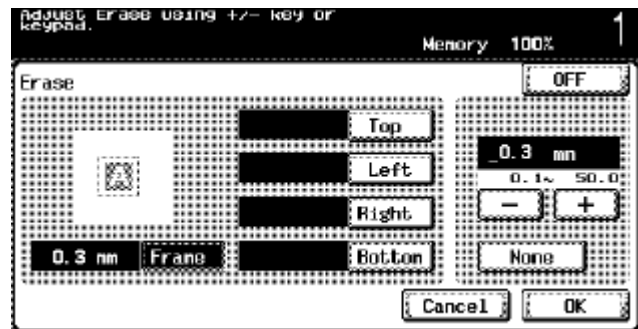 Adjust Erase using +/- key or
keypad.
Memory 100% 1
Erase
OFF
Top
Left
Right
Bottom
0.3 mm Frame
_0.3 mm
0.1~ 50.0
- +
None
Cancel OK